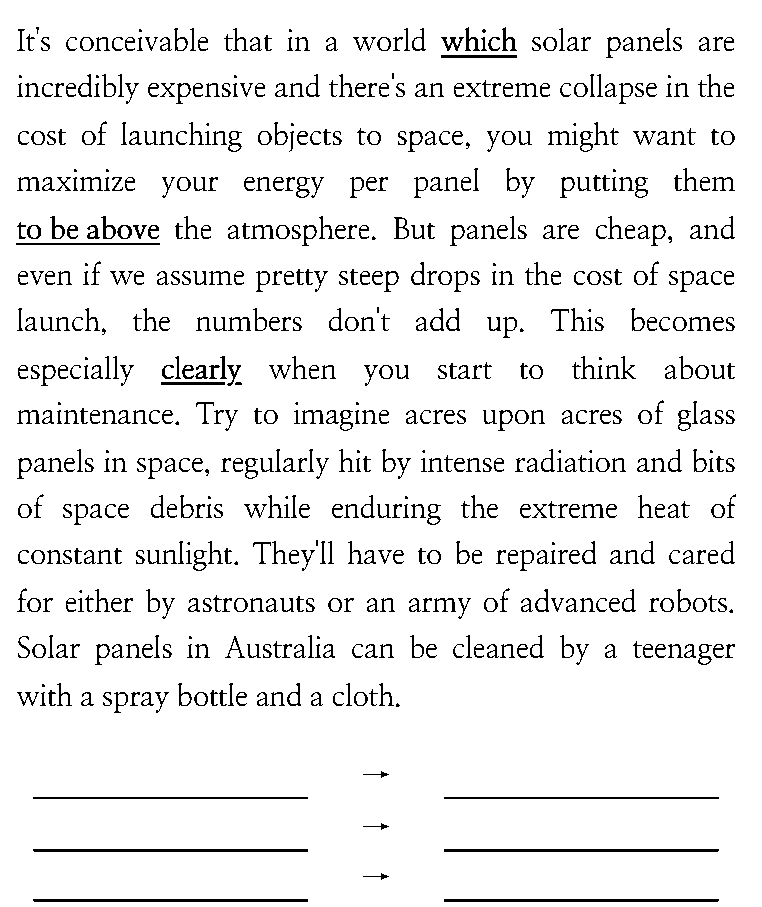 It's conceivable that in a world which solar panels are
incredibly expensive and there's an extreme collapse in the
cost of launching objects to space, you might want to
maximize your energy per panel by putting them
to be above the atmosphere. But panels are cheap, and
even if we assume pretty steep drops in the cost of space
launch, the numbers don't add up. This becomes
especially clearly when you start to think about
maintenance. Try to imagine acres upon acres of glass
panels in space, regularly hit by intense radiation and bits
of space debris while enduring the extreme heat of
constant sunlight. They'll have to be repaired and cared
for either by astronauts or an army of advanced robots.
Solar panels in Australia can be cleaned by a teenager
with a spray bottle and a cloth.
→
→
→